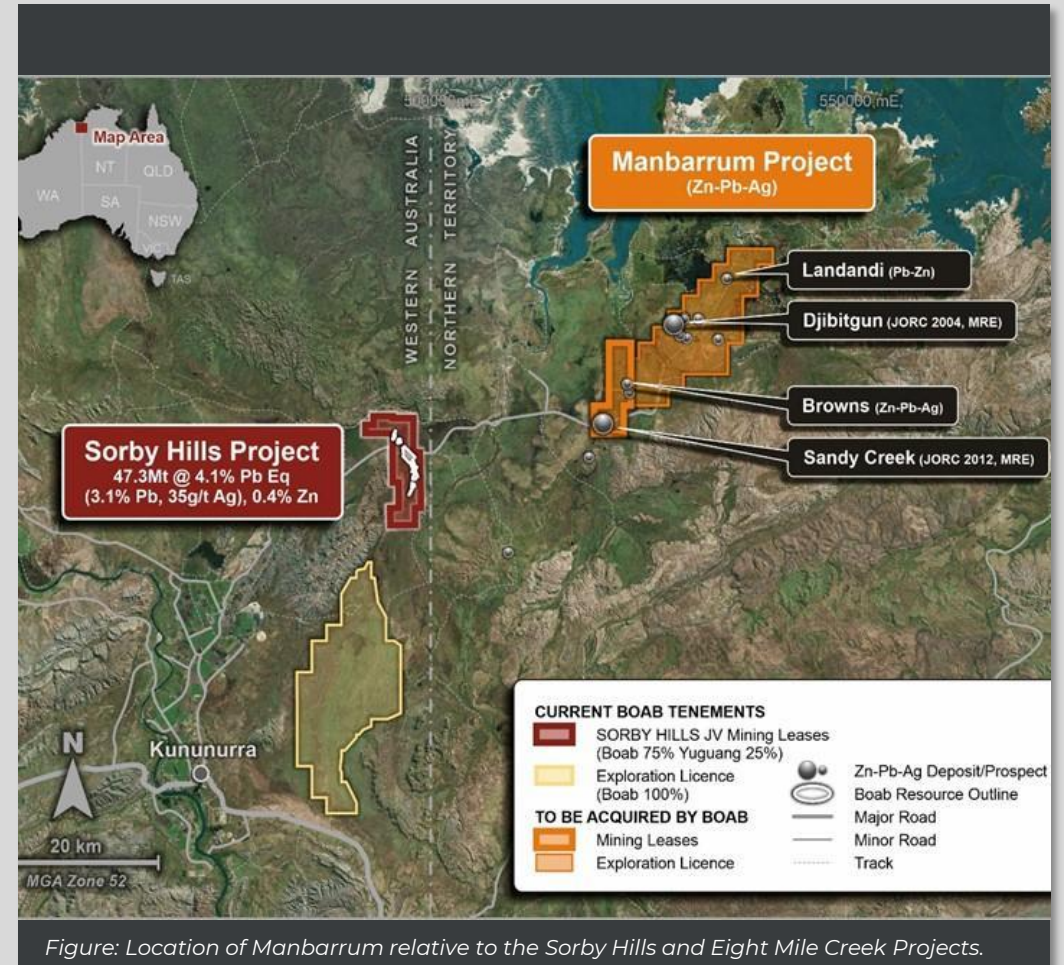 500000mE
550000 mE
Map Area
NT
QLD
WA
SA
NSW
VIC
TAS
WESTERN AUSTRALIA
NORTHERN TERRITORY
Manbarrum Project
(Zn-Pb-Ag)
Landandi (Pb-Zn)
Djibitgun (JORC 2004, MRE)
Browns (Zn-Pb-Ag)
Sandy Creek (JORC 2012, MRE)
Sorby Hills Project
47.3Mt @ 4.1% Pb Eq
(3.1% Pb, 35g/t Ag), 0.4% Zn
N
Kununurra
20 km
MGA Zone 52
CURRENT BOAB TENEMENTS
SORBY HILLS JV Mining Leases
(Boab 75% Yuguang 25%)
Exploration Licence
(Boab 100%)
TO BE ACQUIRED BY BOAB
Mining Leases
Exploration Licence
Zn-Pb-Ag Deposit/Prospect
Boab Resource Outline
Major Road
Minor Road
Track
Figure: Location of Manbarrum relative to the Sorby Hills and Eight Mile Creek Projects.